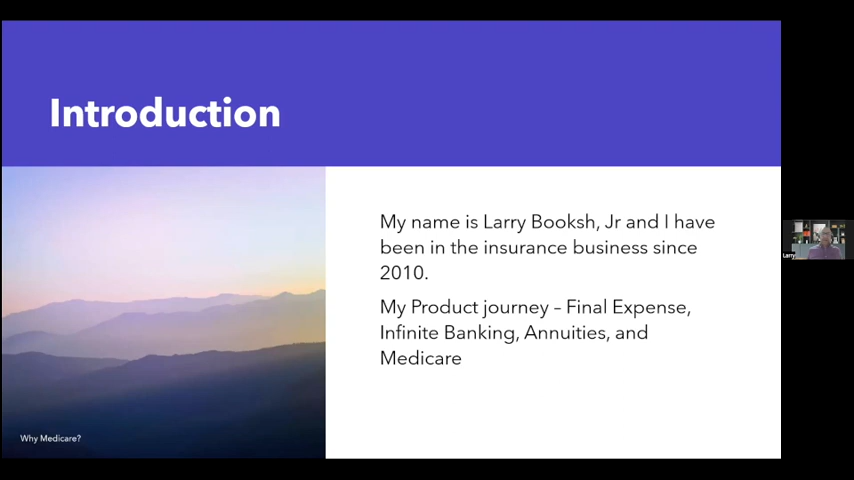 Introduction
My name is Larry Booksh, Jr and I have
been in the insurance business since
2010.
My Product journey – Final Expense,
Infinite Banking, Annuities, and
Medicare
Why Medicare?
Larry